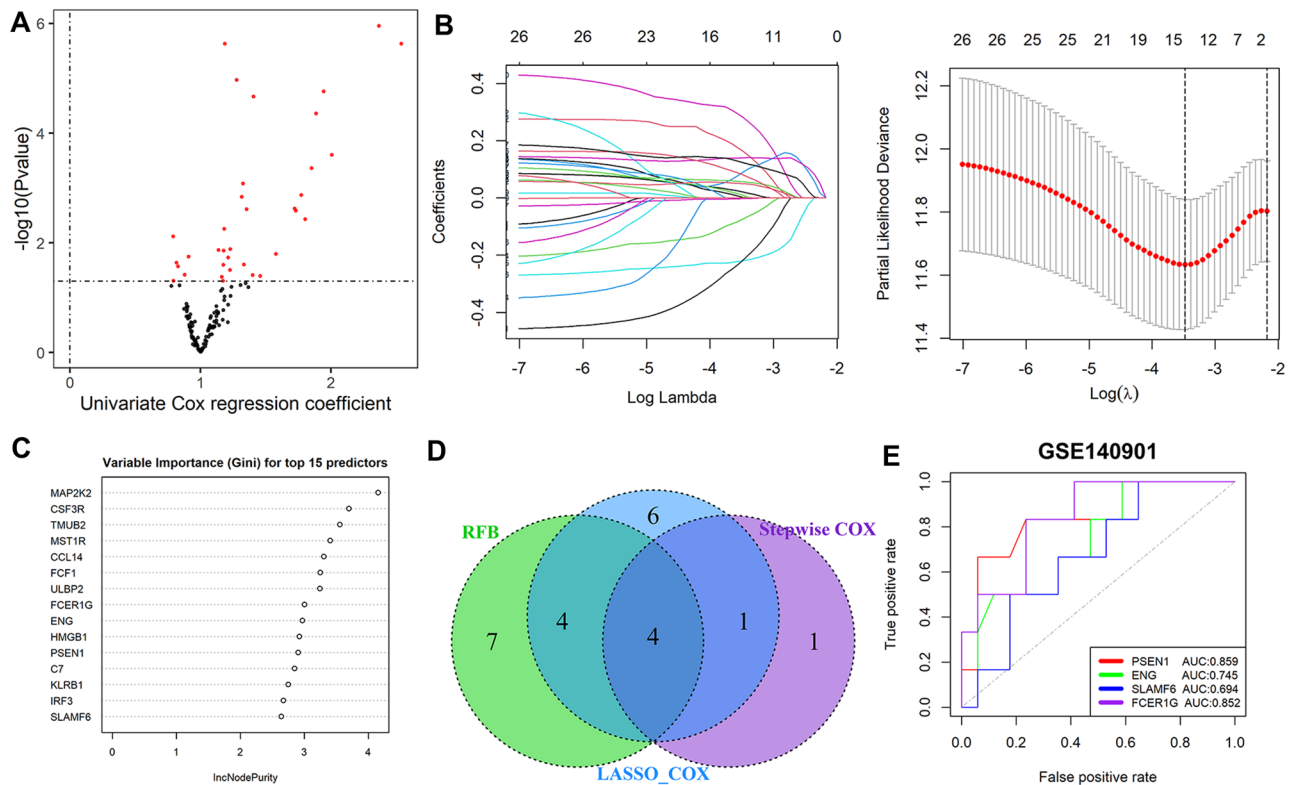 A
6
4
2
0
-log10(Pvalue)
0 1 2
Univariate Cox regression coefficient
B
26 26 23 16 11 0
0.4
0.2
0.0
-0.2
-0.4
Coefficients
-7 -6 -5 -4 -3 -2
Log Lambda
26 26 25 25 21 19 15 12 7 2
12.2
12.0
11.8
11.6
11.4
Partial Likelihood Deviance
-7 -6 -5 -4 -3 -2
Log(λ)
C
Variable Importance (Gini) for top 15 predictors
MAP2K2
CSF3R
TMUB2
MST1R
CCL14
FCF1
ULBP2
FCER1G
ENG
HMGB1
PSEN1
C7
KLRB1
IRF3
SLAMF6
0 1 2 3 4
IncNodePurity
D
RFB
Stepwise COX
LASSO_COX
6
4
1
7
4
1
E
GSE140901
1.0
0.8
0.6
0.4
0.2
0.0
True positive rate
PSEN1 AUC:0.859
ENG AUC:0.745
SLAMF6 AUC:0.694
FCER1G AUC:0.852
0.0 0.2 0.4 0.6 0.8 1.0
False positive rate